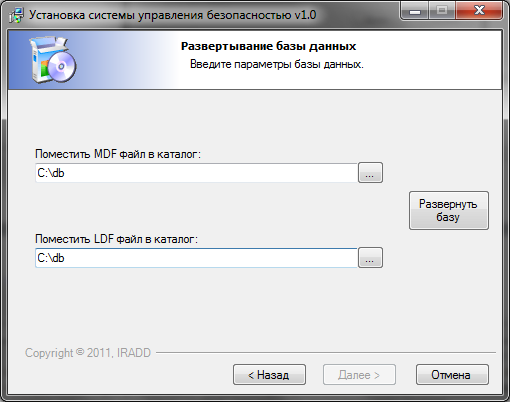 Установка системы управления безопасностью v1.0
Развертывание базы данных
Введите параметры базы данных.
Поместить MDF файл в каталог:
C:\db
...
Развернуть
базу
Поместить LDF файл в каталог:
C:\db
...
Copyright © 2011, IRADD
< Назад
Далее >
Отмена